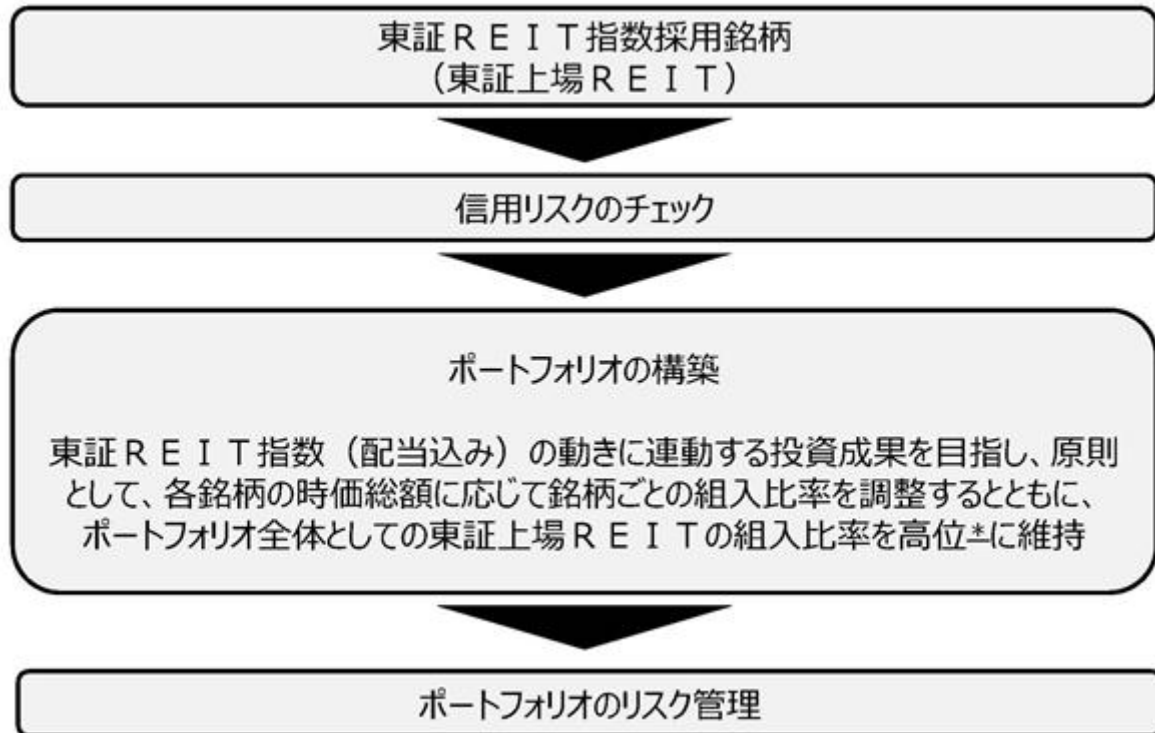 東証ＲＥＩＴ指数採用銘柄
（東証上場ＲＥＩＴ）
信用リスクのチェック
ポートフォリオの構築
東証ＲＥＩＴ指数（配当込み）の動きに連動する投資成果を目指し、原則
として、各銘柄の時価総額に応じて銘柄ごとの組入比率を調整するとともに、
ポートフォリオ全体としての東証上場ＲＥＩＴの組入比率を高位*に維持
ポートフォリオのリスク管理